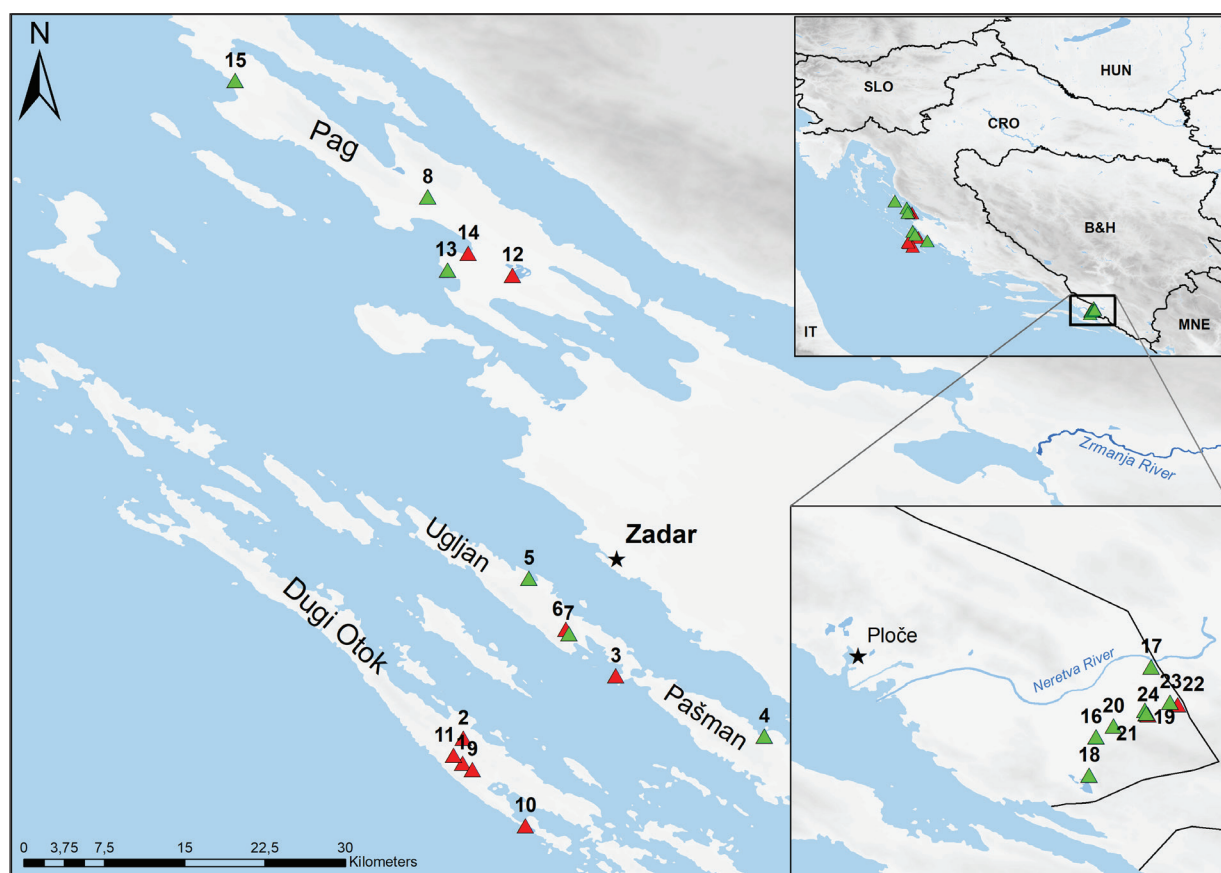 N
15
Pag
8
14
13
12
HUN
SLO
CRO
B&H
IT
MNE
Zrmanja River
Zadar
Ugljan
5
6 7
Dugi Otok
3
Pašman
4
2
11 1 9
10
0 3,75 7,5 15 22,5 30
Kilometers
Ploče
Neretva River
17
23 22
24
20 19
16 21
18